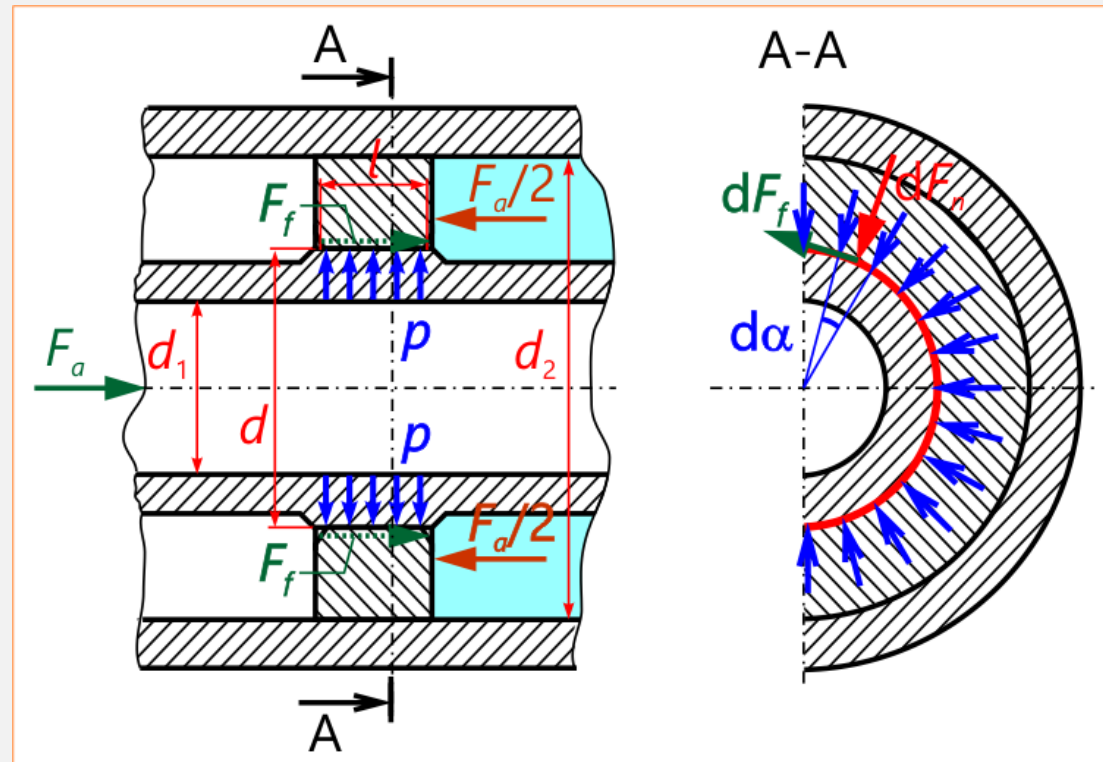 A
A-A
l
F_a/2
F_f
dF_n
dF_f
p
dα
F_a
d_1
d_2
d
p
F_a/2
F_f
A